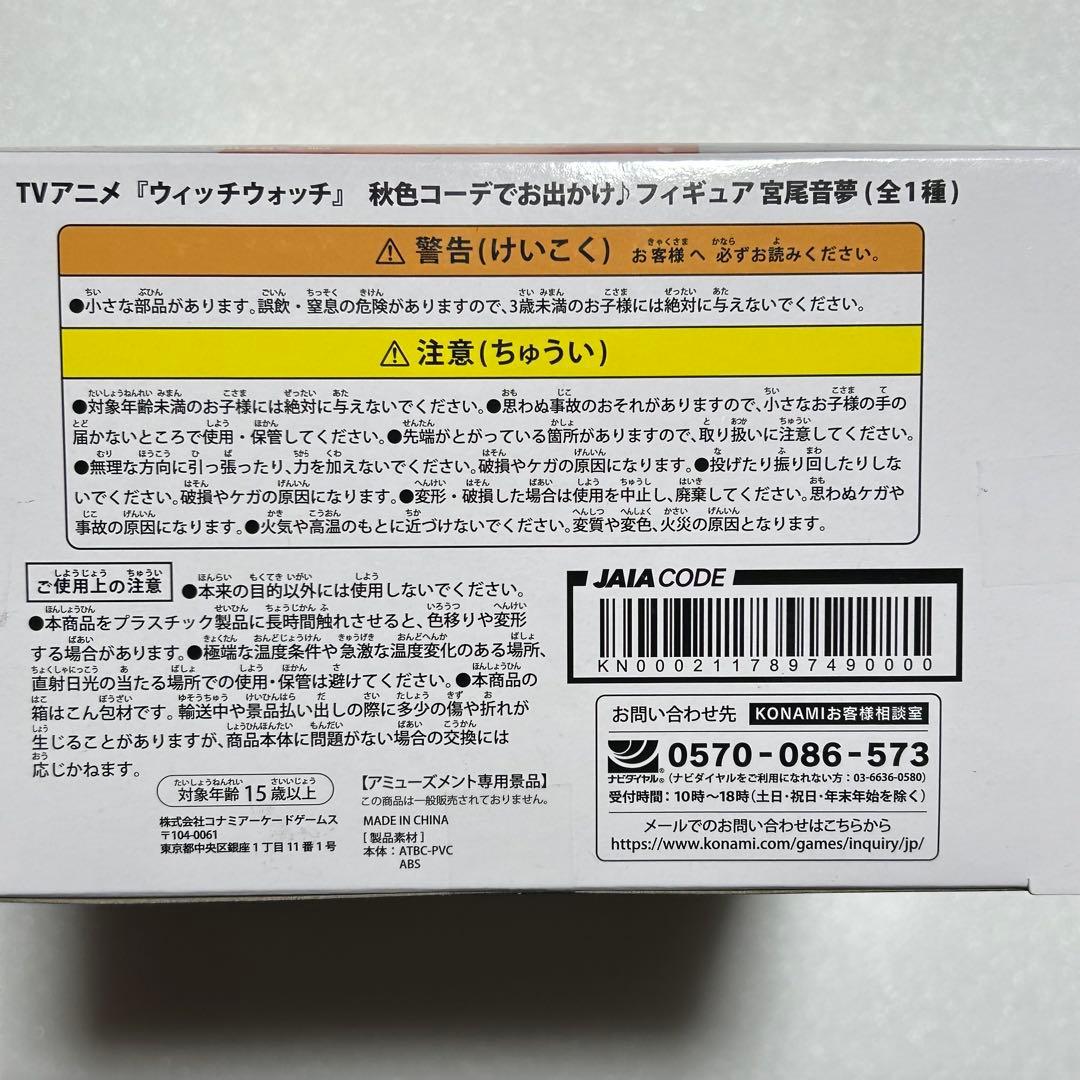 TVアニメ『ウィッチウォッチ』 秋色コーデでお出かけ♪フィギュア 宮尾音夢(全1種)
⚠ 警告(けいこく) お客様へ 必ずお読みください。
●小さな部品があります。誤飲・窒息の危険がありますので、3歳未満のお子様には絶対に与えないでください。
⚠ 注意(ちゅうい)
●対象年齢未満のお子様には絶対に与えないでください。●思わぬ事故のおそれがありますので、小さなお子様の手の
届かないところで使用・保管してください。●先端がとがっている箇所がありますので、取り扱いに注意してください。
●無理な方向に引っ張ったり、力を加えないでください。破損やケガの原因になります。●投げたり振り回したりしな
いでください。破損やケガの原因になります。●変形・破損した場合は使用を中止し、廃棄してください。思わぬケガや
事故の原因になります。●火気や高温のもとに近づけないでください。変質や変色、火災の原因となります。
ご使用上の注意 ●本来の目的以外には使用しないでください。
●本商品をプラスチック製品に長時間触れさせると、色移りや変形
する場合があります。●極端な温度条件や急激な温度変化のある場所、
直射日光の当たる場所での使用・保管は避けてください。●本商品の
箱はこん包材です。輸送中や景品払い出しの際に多少の傷や折れが
生じることがありますが、商品本体に問題がない場合の交換には
応じかねます。
対象年齢 15歳以上
株式会社コナミアーケードゲームス
〒104-0061
東京都中央区銀座1丁目11番1号
【アミューズメント専用景品】
この商品は一般販売されておりません。
MADE IN CHINA
[製品素材]
本体：ATBC-PVC
ABS
JAIA CODE
KN0002117897490000
お問い合わせ先 KONAMIお客様相談室
ナビダイヤル® 0570-086-573
(ナビダイヤルをご利用になれない方：03-6636-0580)
受付時間：10時～18時(土日・祝日・年末年始を除く)
メールでのお問い合わせはこちらから
https://www.konami.com/games/inquiry/jp/